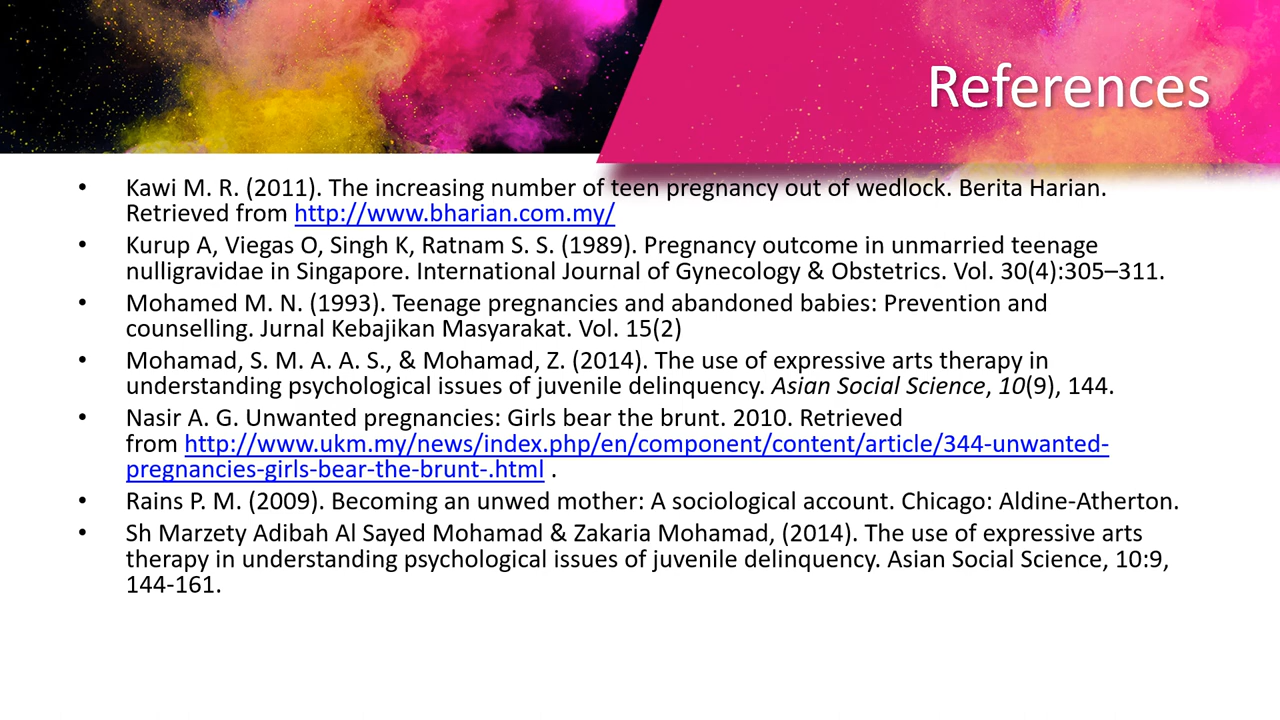 References
• Kawi M. R. (2011). The increasing number of teen pregnancy out of wedlock. Berita Harian.
Retrieved from http://www.bharian.com.my/
• Kurup A, Viegas O, Singh K, Ratnam S. S. (1989). Pregnancy outcome in unmarried teenage
nulligravidae in Singapore. International Journal of Gynecology & Obstetrics. Vol. 30(4):305–311.
• Mohamed M. N. (1993). Teenage pregnancies and abandoned babies: Prevention and
counselling. Jurnal Kebajikan Masyarakat. Vol. 15(2)
• Mohamad, S. M. A. A. S., & Mohamad, Z. (2014). The use of expressive arts therapy in
understanding psychological issues of juvenile delinquency. Asian Social Science, 10(9), 144.
• Nasir A. G. Unwanted pregnancies: Girls bear the brunt. 2010. Retrieved
from http://www.ukm.my/news/index.php/en/component/content/article/344-unwanted-
pregnancies-girls-bear-the-brunt-.html .
• Rains P. M. (2009). Becoming an unwed mother: A sociological account. Chicago: Aldine-Atherton.
• Sh Marzety Adibah Al Sayed Mohamad & Zakaria Mohamad, (2014). The use of expressive arts
therapy in understanding psychological issues of juvenile delinquency. Asian Social Science, 10:9,
144-161.